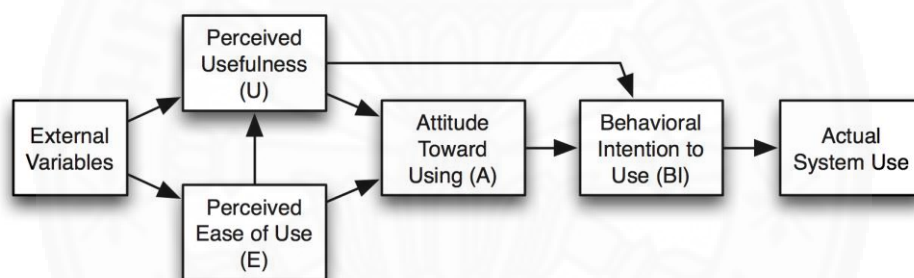 Perceived
Usefulness
(U)
External
Variables
Attitude
Toward
Using (A)
Behavioral
Intention to
Use (BI)
Actual
System Use
Perceived
Ease of Use
(E)